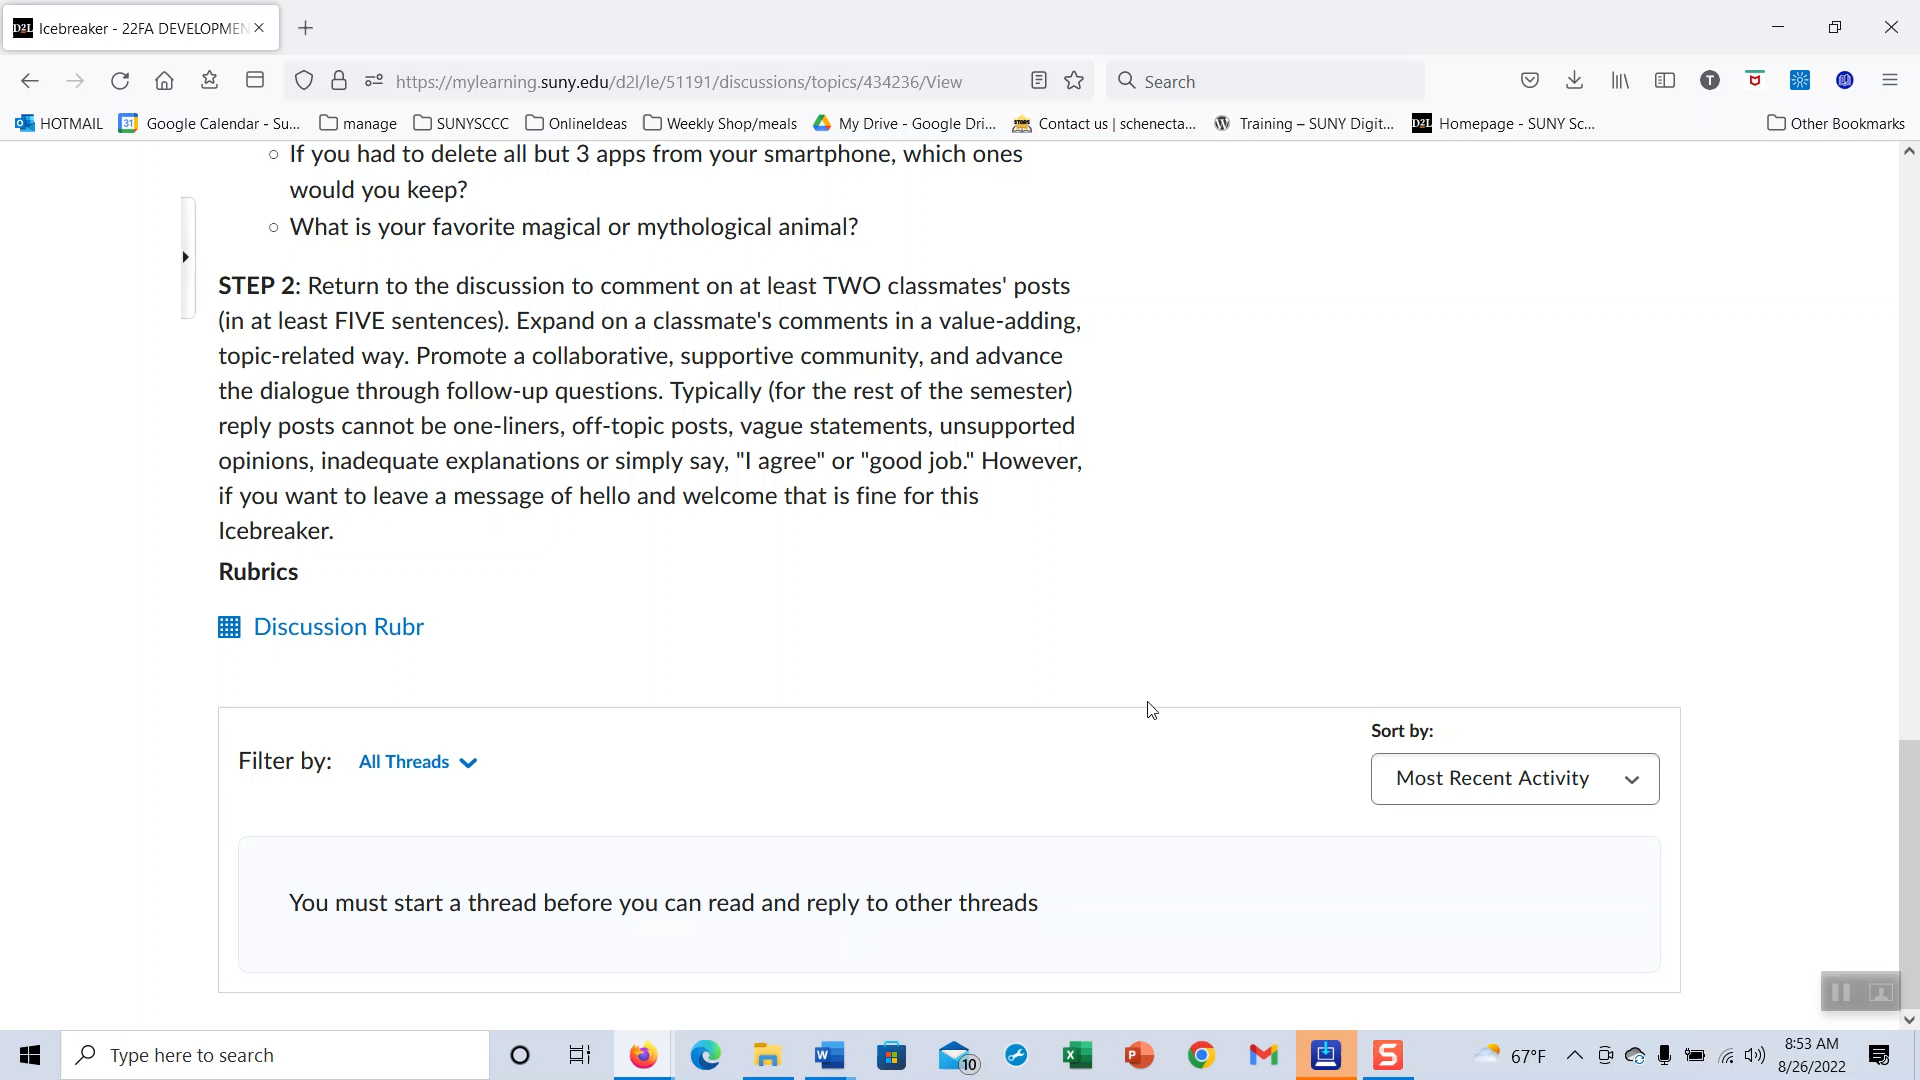 D2L Icebreaker - 22FA DEVELOPMEN
https://mylearning.suny.edu/d2l/le/51191/discussions/topics/434236/View
Search
T
HOTMAIL
31 Google Calendar - Su...
manage
SUNYSCCC
OnlineIdeas
Weekly Shop/meals
My Drive - Google Dri...
Contact us | schenecta...
Training – SUNY Digit...
D2L Homepage - SUNY Sc...
Other Bookmarks
If you had to delete all but 3 apps from your smartphone, which ones
would you keep?
What is your favorite magical or mythological animal?
STEP 2: Return to the discussion to comment on at least TWO classmates' posts
(in at least FIVE sentences). Expand on a classmate's comments in a value-adding,
topic-related way. Promote a collaborative, supportive community, and advance
the dialogue through follow-up questions. Typically (for the rest of the semester)
reply posts cannot be one-liners, off-topic posts, vague statements, unsupported
opinions, inadequate explanations or simply say, "I agree" or "good job." However,
if you want to leave a message of hello and welcome that is fine for this
Icebreaker.
Rubrics
Discussion Rubr
Filter by: All Threads
Sort by:
Most Recent Activity
You must start a thread before you can read and reply to other threads
Type here to search
10
67°F
8:53 AM
8/26/2022